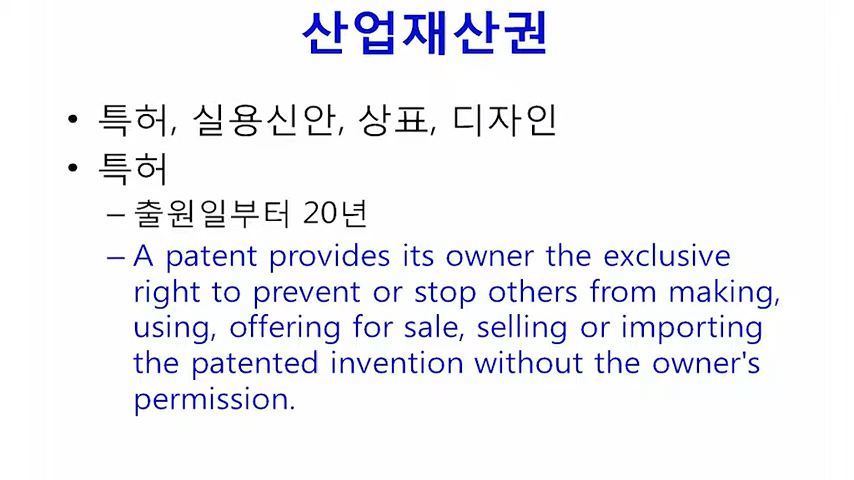 산업재산권
• 특허, 실용신안, 상표, 디자인
• 특허
– 출원일부터 20년
– A patent provides its owner the exclusive
right to prevent or stop others from making,
using, offering for sale, selling or importing
the patented invention without the owner's
permission.